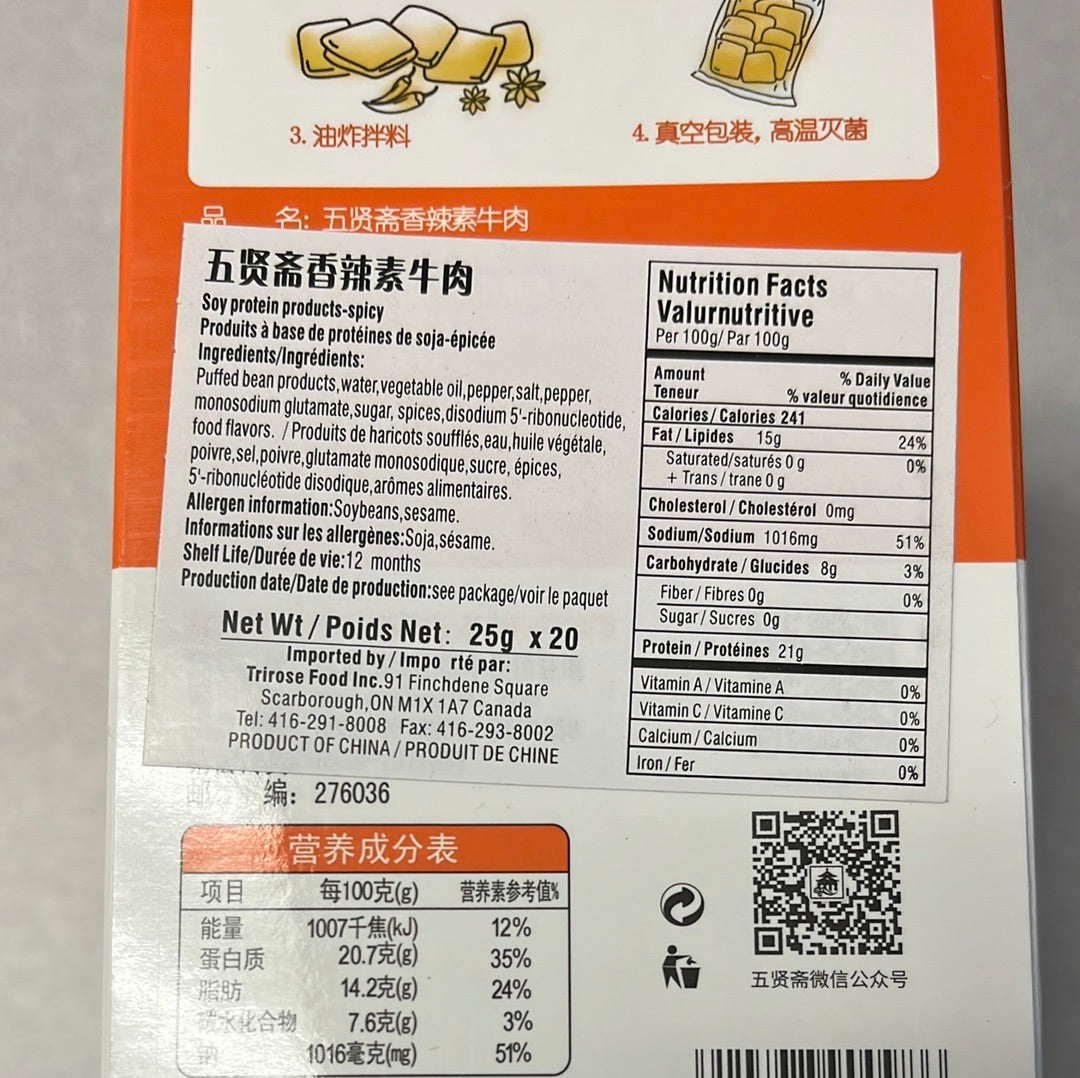 3. 油炸拌料
4. 真空包装, 高温灭菌
品 名: 五贤斋香辣素牛肉
五贤斋香辣素牛肉
Soy protein products-spicy
Produits à base de protéines de soja-épicée
Ingredients/Ingrédients:
Puffed bean products,water,vegetable oil,pepper,salt,pepper,
monosodium glutamate,sugar, spices,disodium 5'-ribonucleotide,
food flavors. / Produits de haricots soufflés,eau,huile végétale,
poivre,sel,poivre,glutamate monosodique,sucre, épices,
5'-ribonucléotide disodique,arômes alimentaires.
Allergen information:Soybeans,sesame.
Informations sur les allergènes:Soja,sésame.
Shelf Life/Durée de vie:12 months
Production date/Date de production:see package/voir le paquet
Net Wt / Poids Net: 25g x 20
Imported by / Impo rté par:
Trirose Food Inc.91 Finchdene Square
Scarborough,ON M1X 1A7 Canada
Tel: 416-291-8008 Fax: 416-293-8002
PRODUCT OF CHINA / PRODUIT DE CHINE
Nutrition Facts
Valurnutritive
Per 100g/ Par 100g
Amount % Daily Value
Teneur % valeur quotidience
Calories/ Calories 241
Fat / Lipides 15g 24%
Saturated/saturés 0 g 0%
+ Trans / trane 0 g
Cholesterol / Cholestérol 0mg
Sodium/Sodium 1016mg 51%
Carbohydrate / Glucides 8g 3%
Fiber / Fibres 0g 0%
Sugar / Sucres 0g
Protein / Protéines 21g
Vitamin A / Vitamine A 0%
Vitamin C / Vitamine C 0%
Calcium / Calcium 0%
Iron / Fer 0%
邮 编: 276036
营养成分表
项目 每100克(g) 营养素参考值%
能量 1007千焦(kJ) 12%
蛋白质 20.7克(g) 35%
脂肪 14.2克(g) 24%
碳水化合物 7.6克(g) 3%
钠 1016毫克(mg) 51%
五贤斋微信公众号